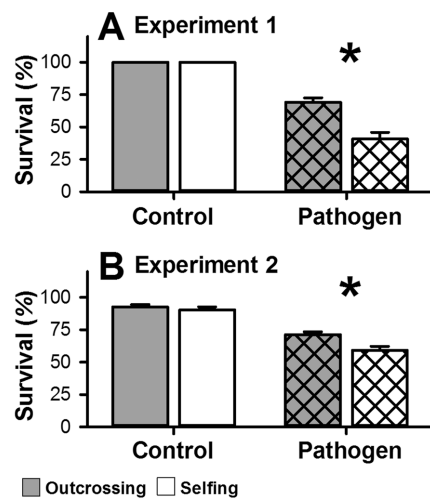 A Experiment 1
*
Survival (%)
100
75
50
25
0
Control Pathogen
B Experiment 2
*
Survival (%)
100
75
50
25
0
Control Pathogen
Outcrossing Selfing